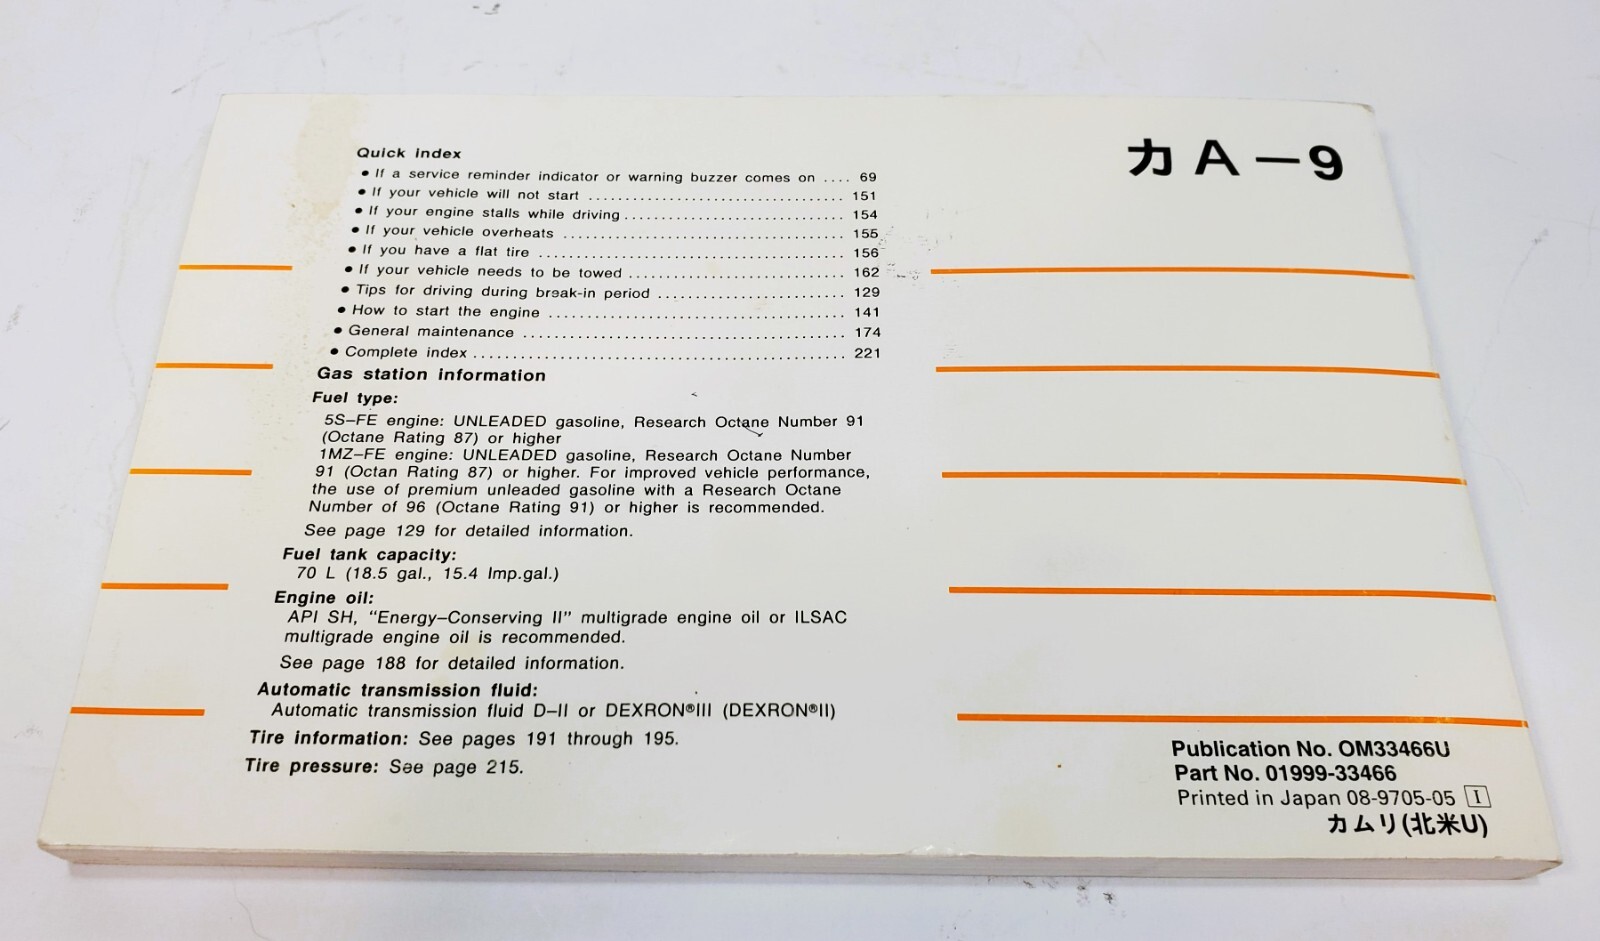 カ A－9
Quick index
● If a service reminder indicator or warning buzzer comes on .... 69
● If your vehicle will not start .................................. 151
● If your engine stalls while driving ............................. 154
● If your vehicle overheats ..................................... 155
● If you have a flat tire ........................................ 156
● If your vehicle needs to be towed ............................. 162
● Tips for driving during break-in period ......................... 129
● How to start the engine ....................................... 141
● General maintenance .......................................... 174
● Complete index ............................................... 221
Gas station information
Fuel type:
5S–FE engine: UNLEADED gasoline, Research Octane Number 91
(Octane Rating 87) or higher
1MZ–FE engine: UNLEADED gasoline, Research Octane Number
91 (Octan Rating 87) or higher. For improved vehicle performance,
the use of premium unleaded gasoline with a Research Octane
Number of 96 (Octane Rating 91) or higher is recommended.
See page 129 for detailed information.
Fuel tank capacity:
70 L (18.5 gal., 15.4 Imp.gal.)
Engine oil:
API SH, “Energy–Conserving II” multigrade engine oil or ILSAC
multigrade engine oil is recommended.
See page 188 for detailed information.
Automatic transmission fluid:
Automatic transmission fluid D–II or DEXRON®III (DEXRON®II)
Tire information: See pages 191 through 195.
Tire pressure: See page 215.
Publication No. OM33466U
Part No. 01999-33466
Printed in Japan 08-9705-05 I
カムリ(北米U)